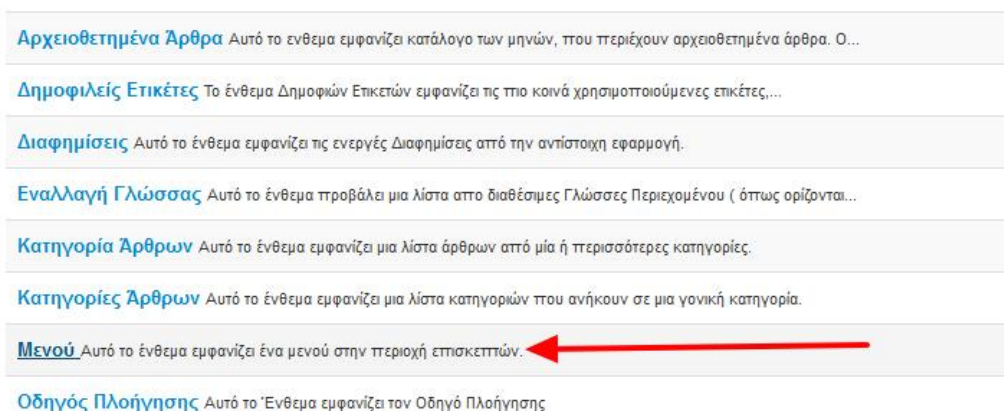 Αρχειοθετημένα Άρθρα Αυτό το ενθεμα εμφανίζει κατάλογο των μηνών, που περιέχουν αρχειοθετημένα άρθρα. Ο...
Δημοφιλείς Ετικέτες Το ένθεμα Δημοφιών Ετικετών εμφανίζει τις πιο κοινά χρησιμοποιούμενες ετικέτες,...
Διαφημίσεις Αυτό το ένθεμα εμφανίζει τις ενεργές Διαφημίσεις από την αντίστοιχη εφαρμογή.
Εναλλαγή Γλώσσας Αυτό το ένθεμα προβάλει μια λίστα απο διαθέσιμες Γλώσσες Περιεχομένου ( όπως ορίζονται...
Κατηγορία Άρθρων Αυτό το ένθεμα εμφανίζει μια λίστα άρθρων από μία ή περισσότερες κατηγορίες.
Κατηγορίες Άρθρων Αυτό το ένθεμα εμφανίζει μια λίστα κατηγοριών που ανήκουν σε μια γονική κατηγορία.
Μενού Αυτό το ένθεμα εμφανίζει ένα μενού στην περιοχή επισκεπτών.
Οδηγός Πλοήγησης Αυτό το Ένθεμα εμφανίζει τον Οδηγό Πλοήγησης